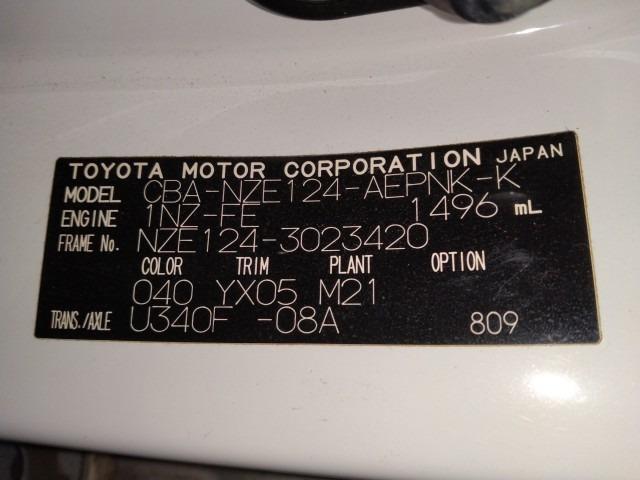 TOYOTA MOTOR CORPORATION JAPAN
MODEL CBA-NZE124-AEPNK-K
ENGINE 1NZ-FE 1496 mL
FRAME No. NZE124-3023420
COLOR TRIM PLANT OPTION
040 YX05 M21
TRANS./AXLE U340F -08A 809